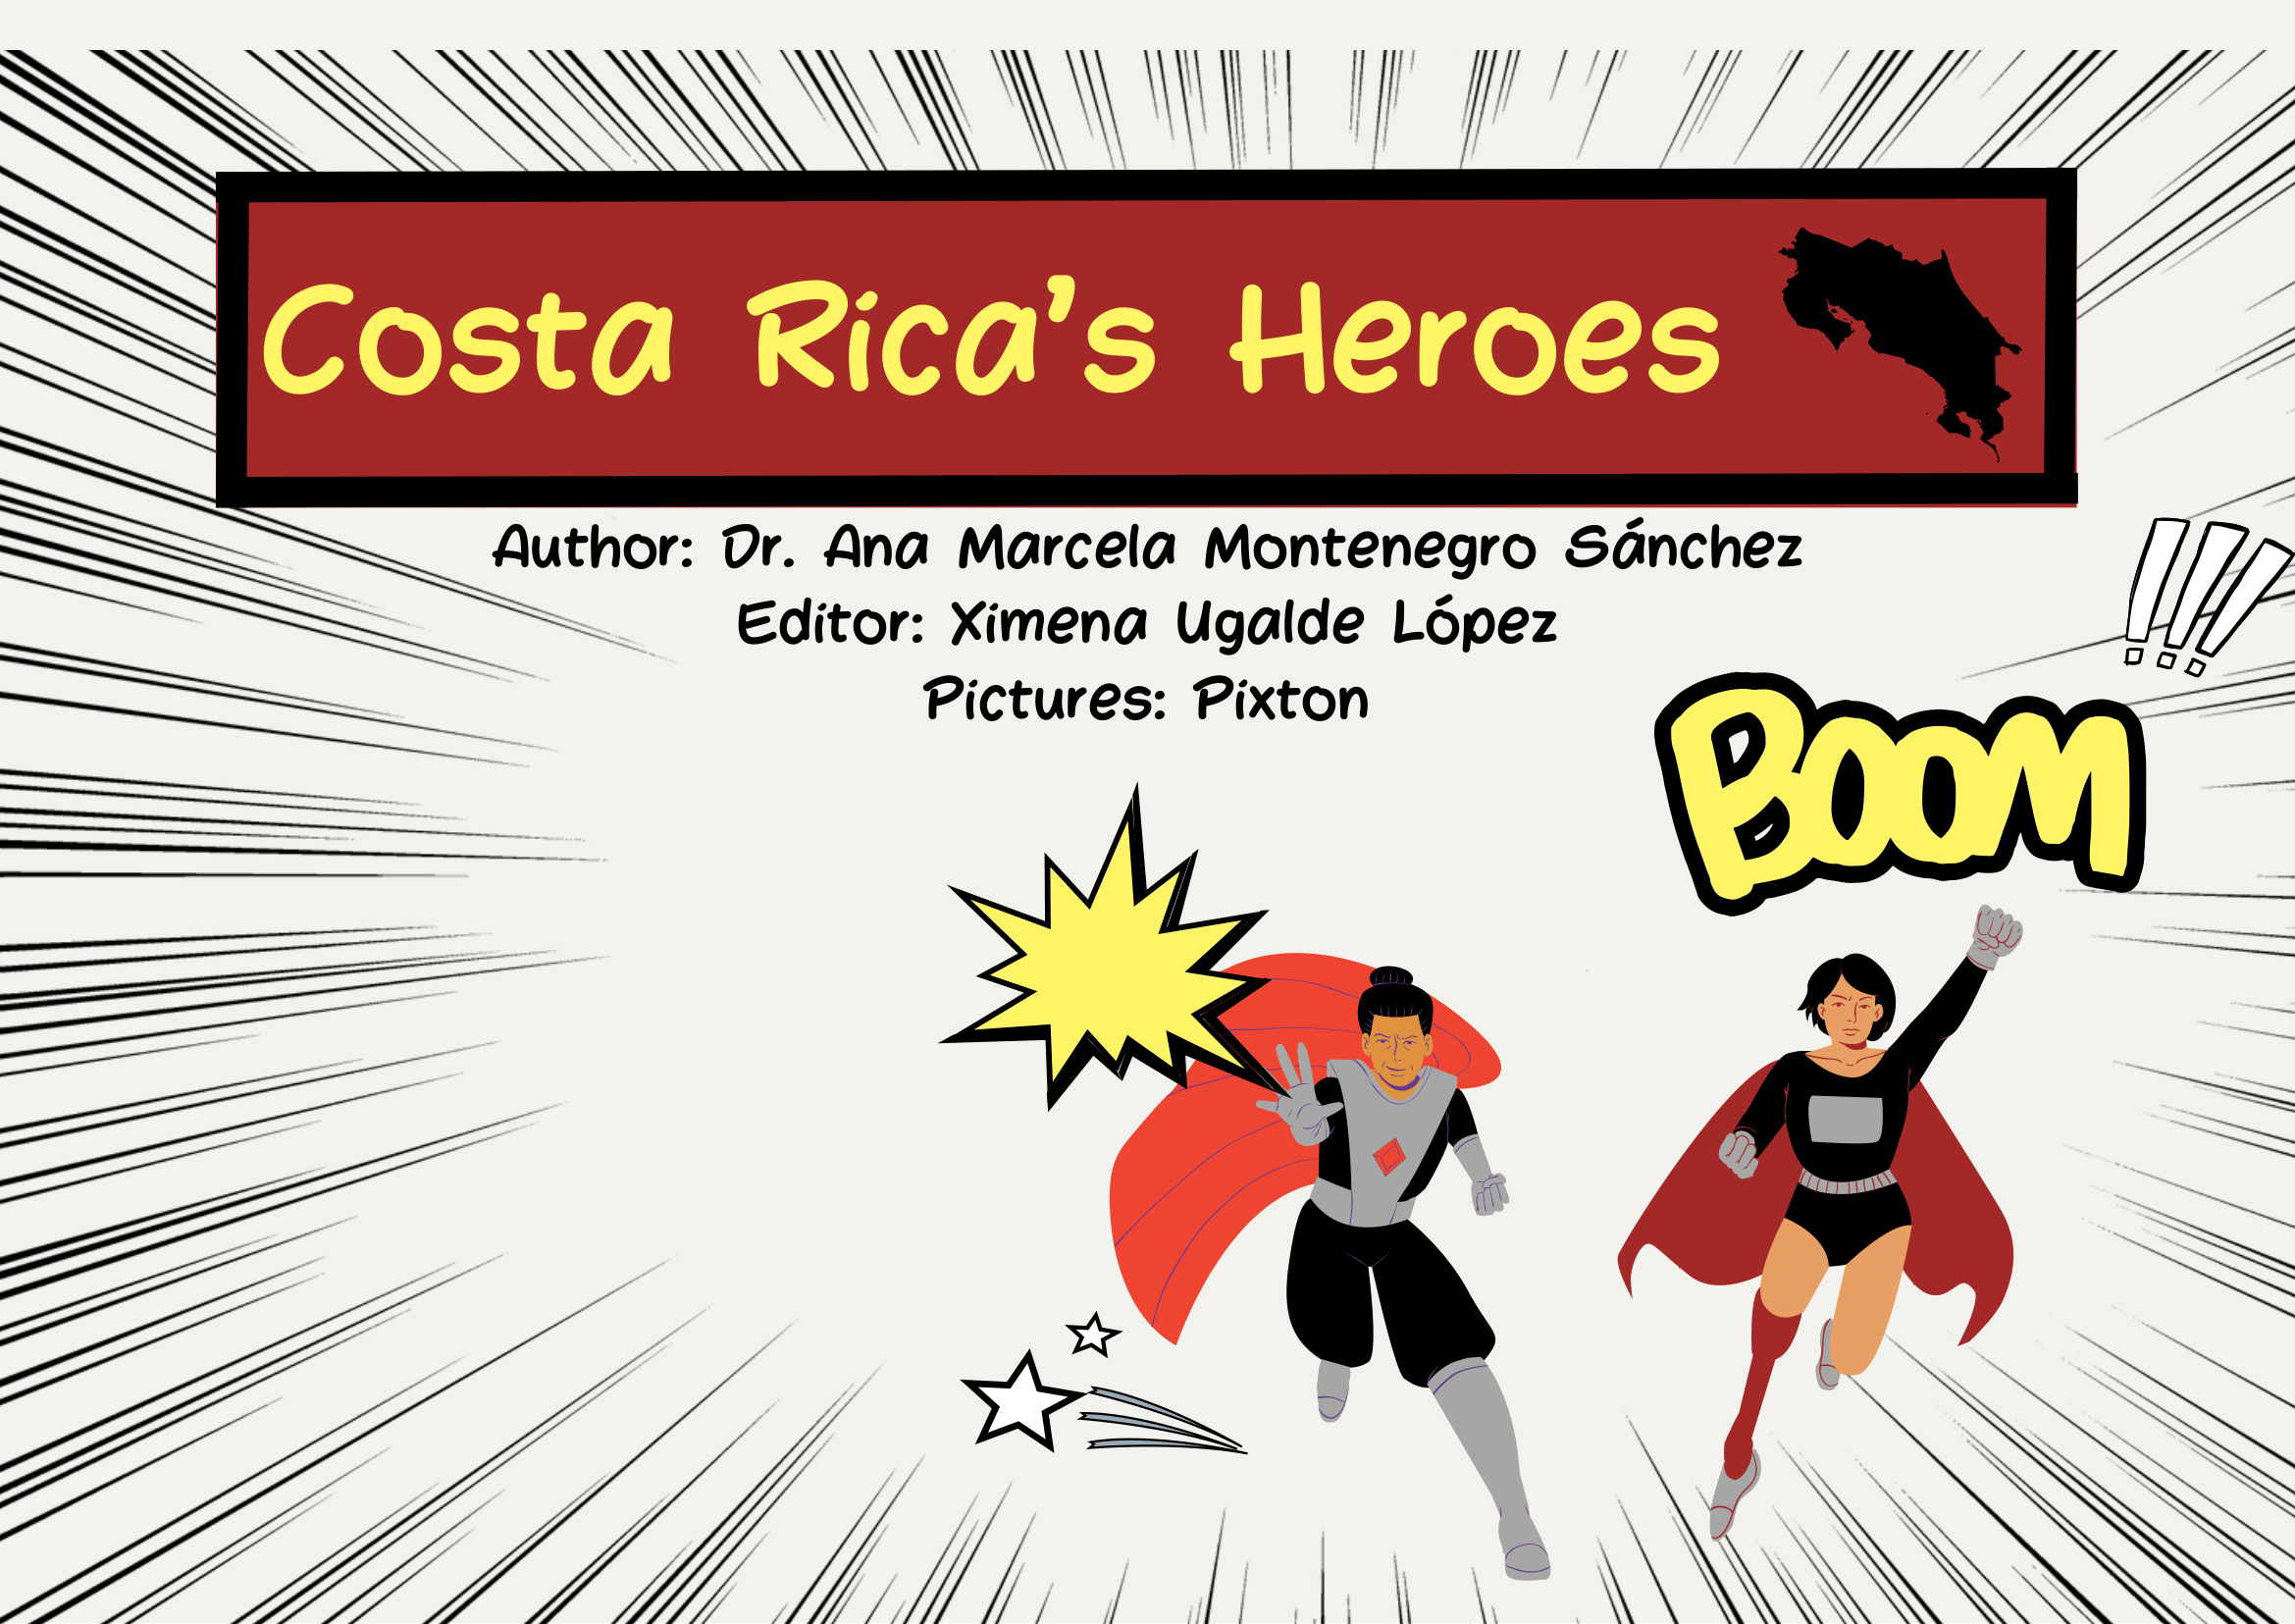 Costa Rica's Heroes
Author: Dr. Ana Marcela Montenegro Sánchez
Editor: Ximena Ugalde López
Pictures: Pixton
!!!
BOOM